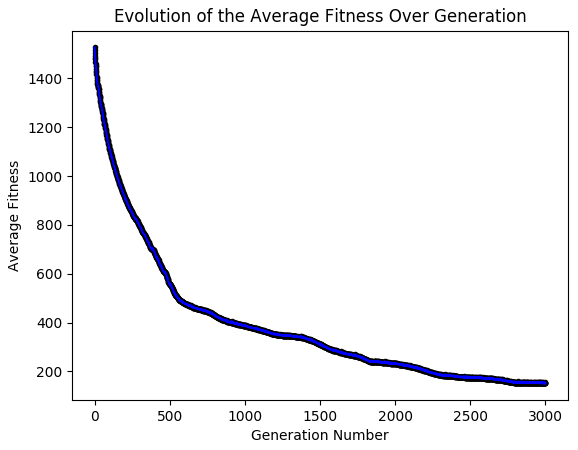 Evolution of the Average Fitness Over Generation
1400
1200
1000
800
600
400
200
Average Fitness
0 500 1000 1500 2000 2500 3000
Generation Number